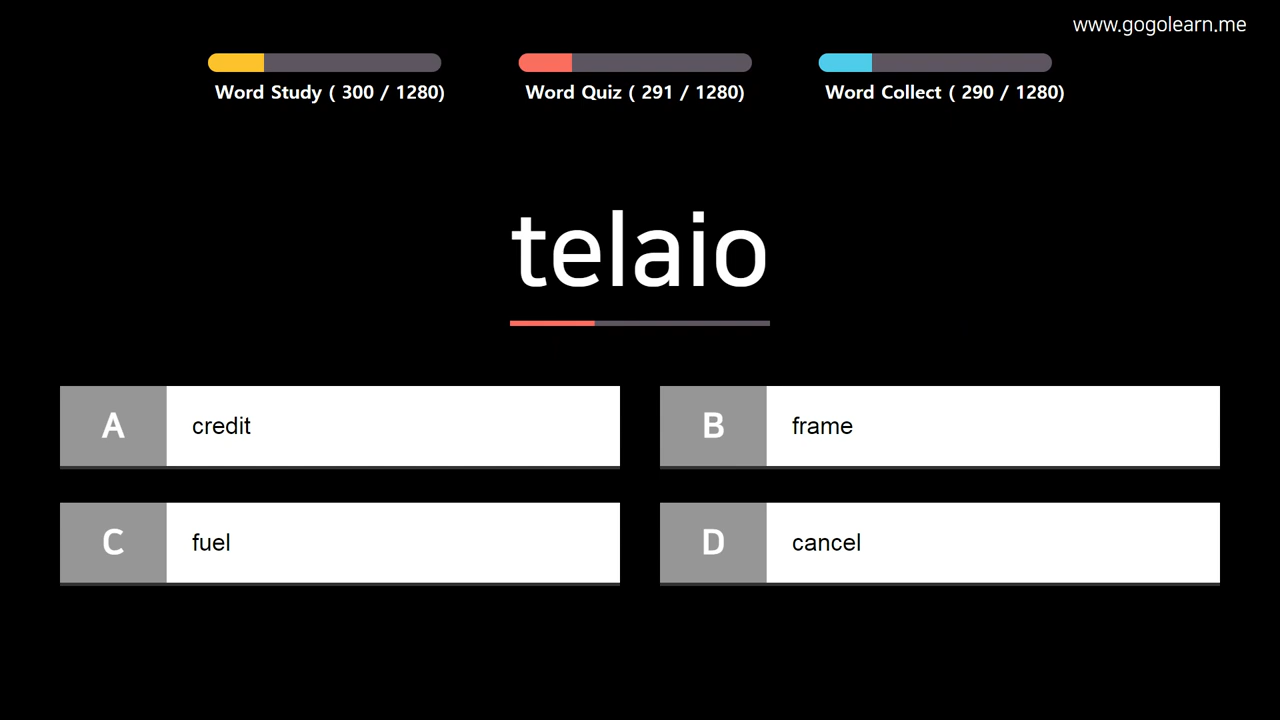 www.gogolearn.me
Word Study ( 300 / 1280)
Word Quiz ( 291 / 1280)
Word Collect ( 290 / 1280)
telaio
A credit
B frame
C fuel
D cancel